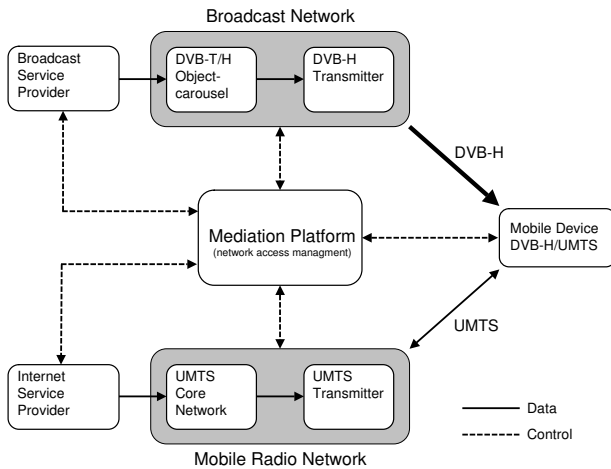 Broadcast Network
Broadcast
Service
Provider
DVB-T/H
Object-
carousel
DVB-H
Transmitter
DVB-H
Mediation Platform
(network access managment)
Mobile Device
DVB-H/UMTS
UMTS
Internet
Service
Provider
UMTS
Core
Network
UMTS
Transmitter
Data
Control
Mobile Radio Network